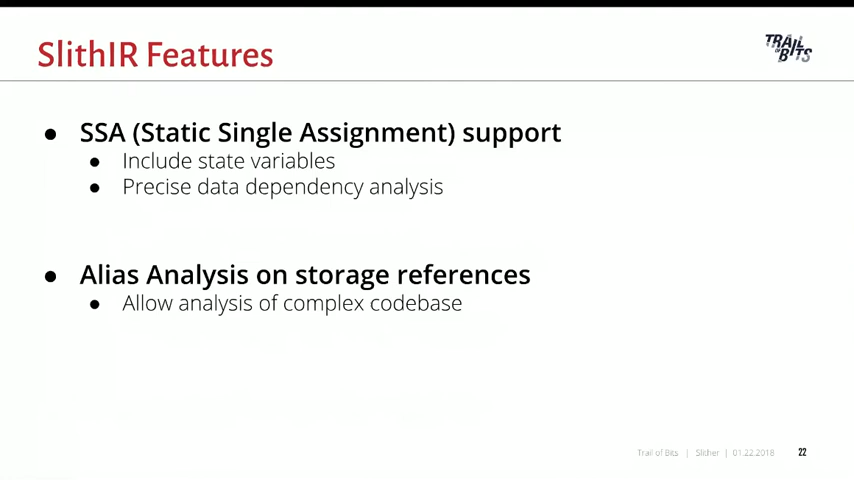 SlithIR Features
TRAIL
OF
BITS
● SSA (Static Single Assignment) support
● Include state variables
● Precise data dependency analysis
● Alias Analysis on storage references
● Allow analysis of complex codebase
Trail of Bits | Slither | 01.22.2018 22